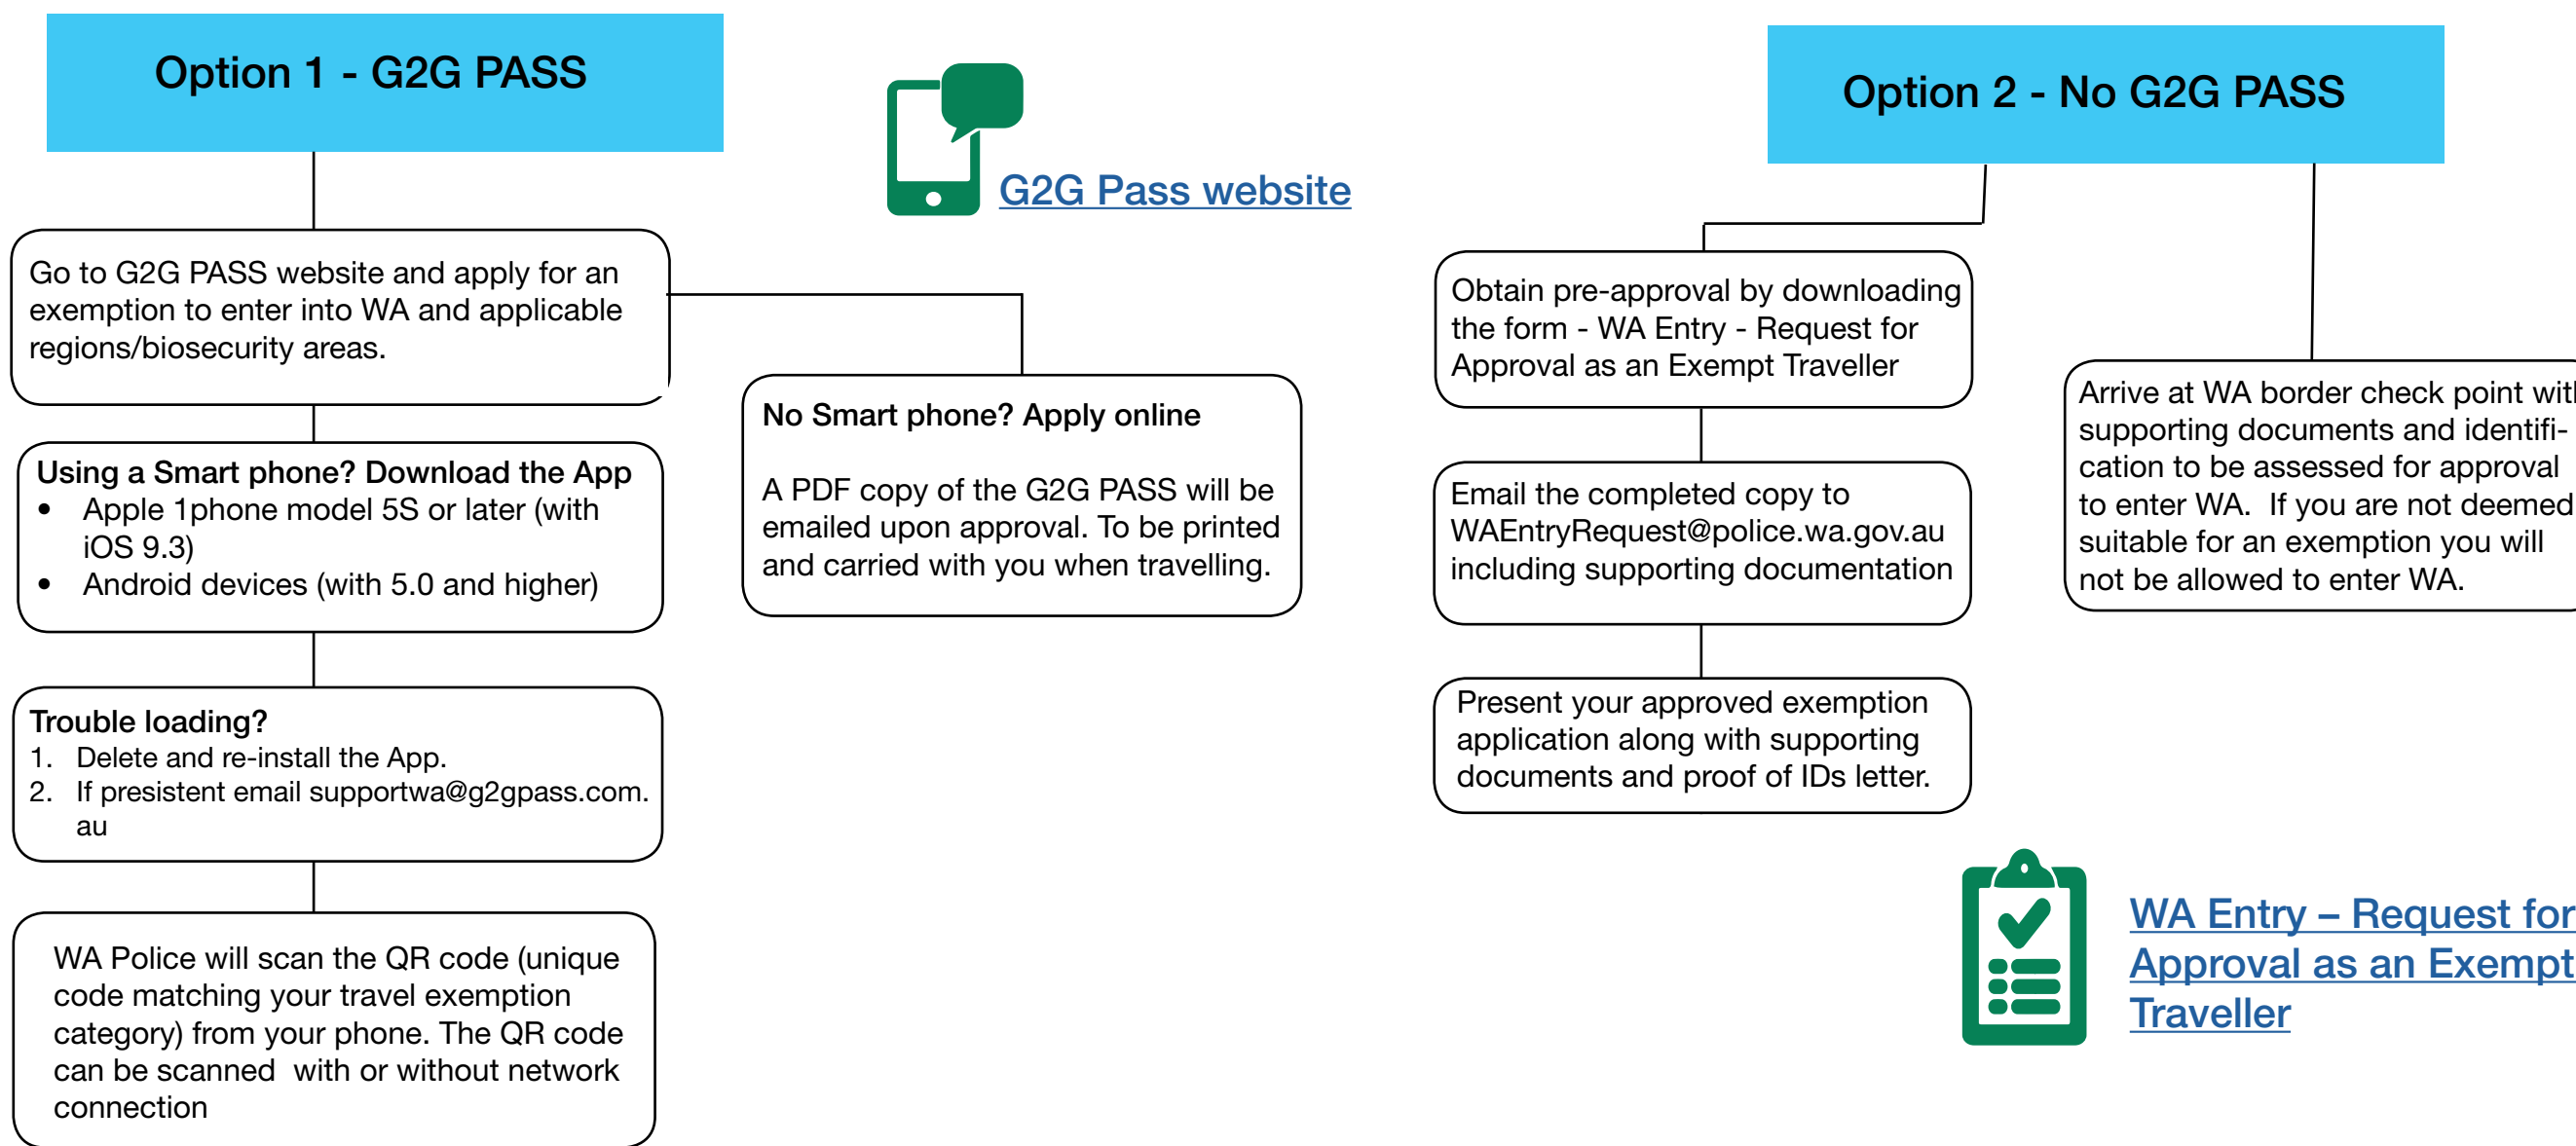 Option 1 - G2G PASS
G2G Pass website
Go to G2G PASS website and apply for an
exemption to enter into WA and applicable
regions/biosecurity areas.
Using a Smart phone? Download the App
• Apple 1phone model 5S or later (with
iOS 9.3)
• Android devices (with 5.0 and higher)
No Smart phone? Apply online
A PDF copy of the G2G PASS will be
emailed upon approval. To be printed
and carried with you when travelling.
Trouble loading?
1. Delete and re-install the App.
2. If presistent email supportwa@g2gpass.com.
au
WA Police will scan the QR code (unique
code matching your travel exemption
category) from your phone. The QR code
can be scanned  with or without network
connection
Option 2 - No G2G PASS
Obtain pre-approval by downloading
the form - WA Entry - Request for
Approval as an Exempt Traveller
Email the completed copy to
WAEntryRequest@police.wa.gov.au
including supporting documentation
Present your approved exemption
application along with supporting
documents and proof of IDs letter.
Arrive at WA border check point with
supporting documents and identifi-
cation to be assessed for approval
to enter WA.  If you are not deemed
suitable for an exemption you will
not be allowed to enter WA.
WA Entry – Request for
Approval as an Exempt
Traveller